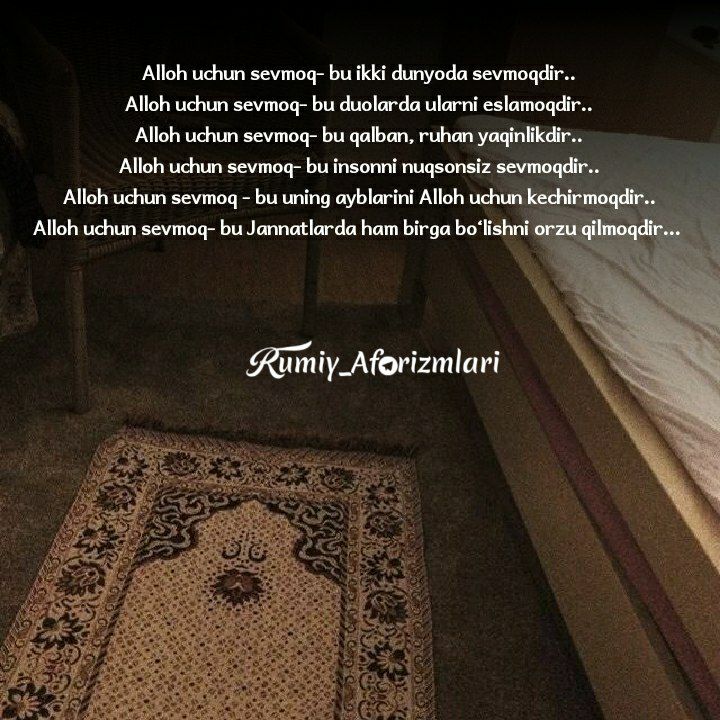 Alloh uchun sevmoq- bu ikki dunyoda sevmoqdir..
Alloh uchun sevmoq- bu duolarda ularni eslamoqdir..
Alloh uchun sevmoq- bu qalban, ruhan yaqinlikdir..
Alloh uchun sevmoq- bu insonni nuqsonsiz sevmoqdir..
Alloh uchun sevmoq - bu uning ayblarini Alloh uchun kechirmoqdir..
Alloh uchun sevmoq- bu Jannatlarda ham birga bo‘lishni orzu qilmoqdir...
Rumiy_Aforizmlari